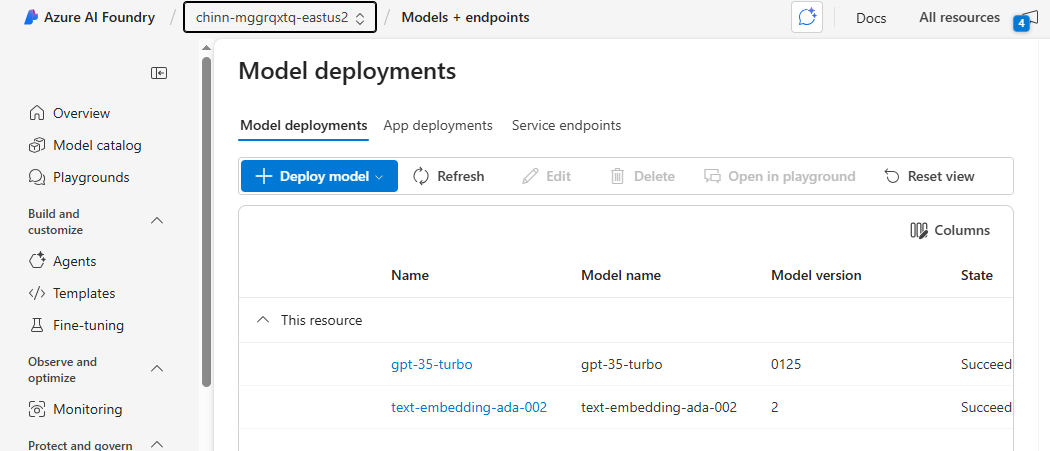 Azure AI Foundry / chinn-mggrqxtq-eastus2 / Models + endpoints Docs All resources 4
Model deployments
Overview
Model catalog
Playgrounds
Build and
customize
Agents
Templates
Fine-tuning
Observe and
optimize
Monitoring
Protect and govern
Model deployments App deployments Service endpoints
Deploy model Refresh Edit Delete Open in playground Reset view
Columns
Name Model name Model version State
This resource
gpt-35-turbo gpt-35-turbo 0125 Succeed
text-embedding-ada-002 text-embedding-ada-002 2 Succeed